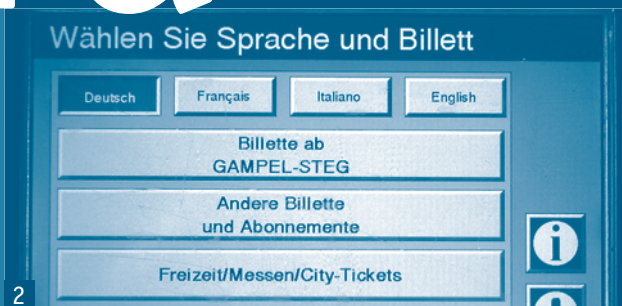 Wählen Sie Sprache und Billett
Deutsch Français Italiano English
Billette ab
GAMPEL-STEG
Andere Billette
und Abonnemente
Freizeit/Messen/City-Tickets
i
2